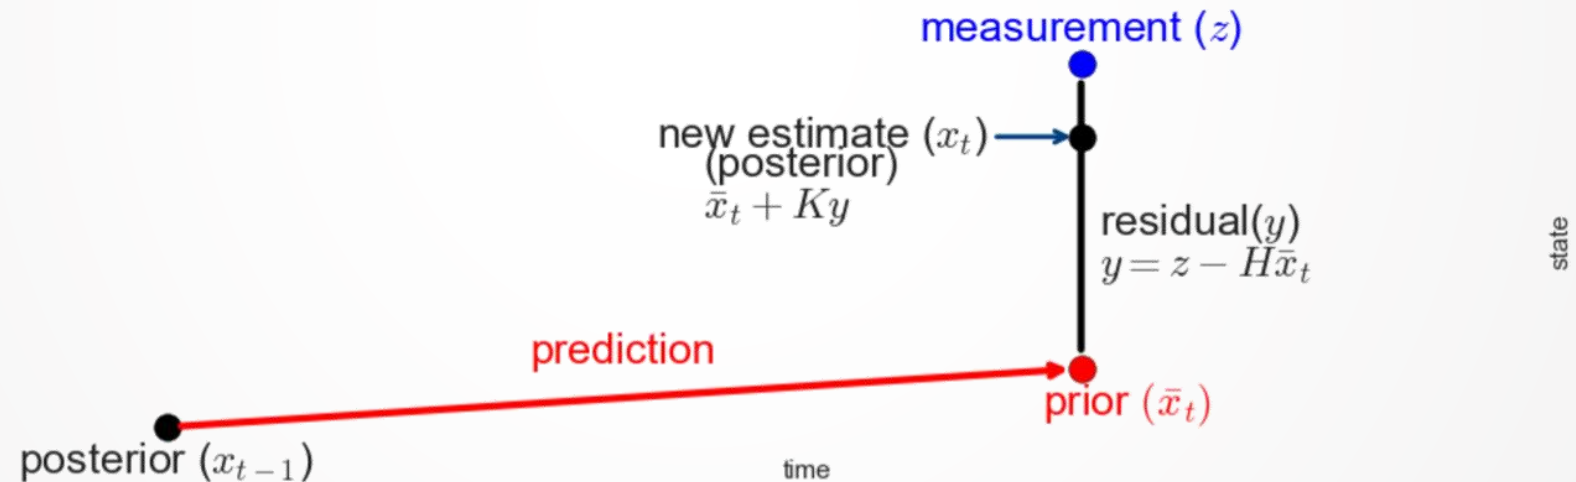 measurement (z)
new estimate (x_t)
(posterior)
x̄_t + Ky
residual(y)
y = z − Hx̄_t
state
prediction
prior (x̄_t)
posterior (x_{t−1})
time